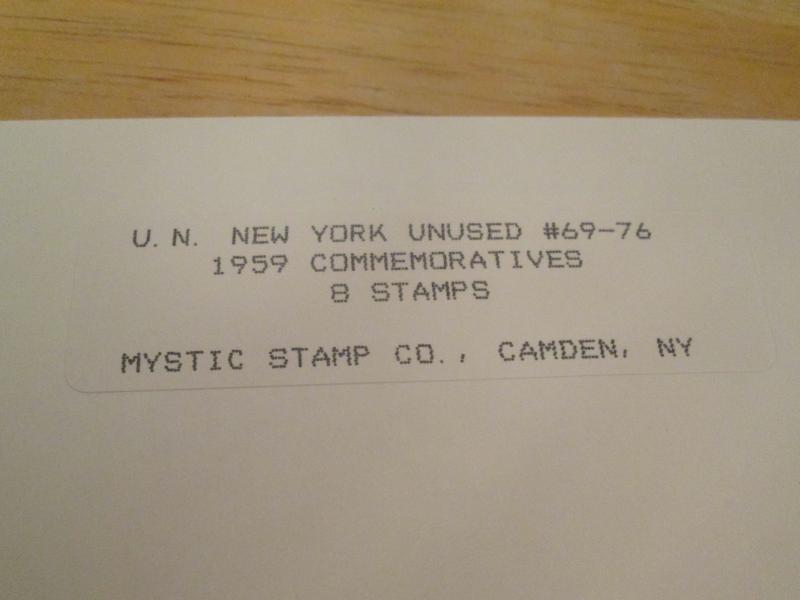 U. N. NEW YORK UNUSED #69-76
1959 COMMEMORATIVES
8 STAMPS
MYSTIC STAMP CO., CAMDEN, NY